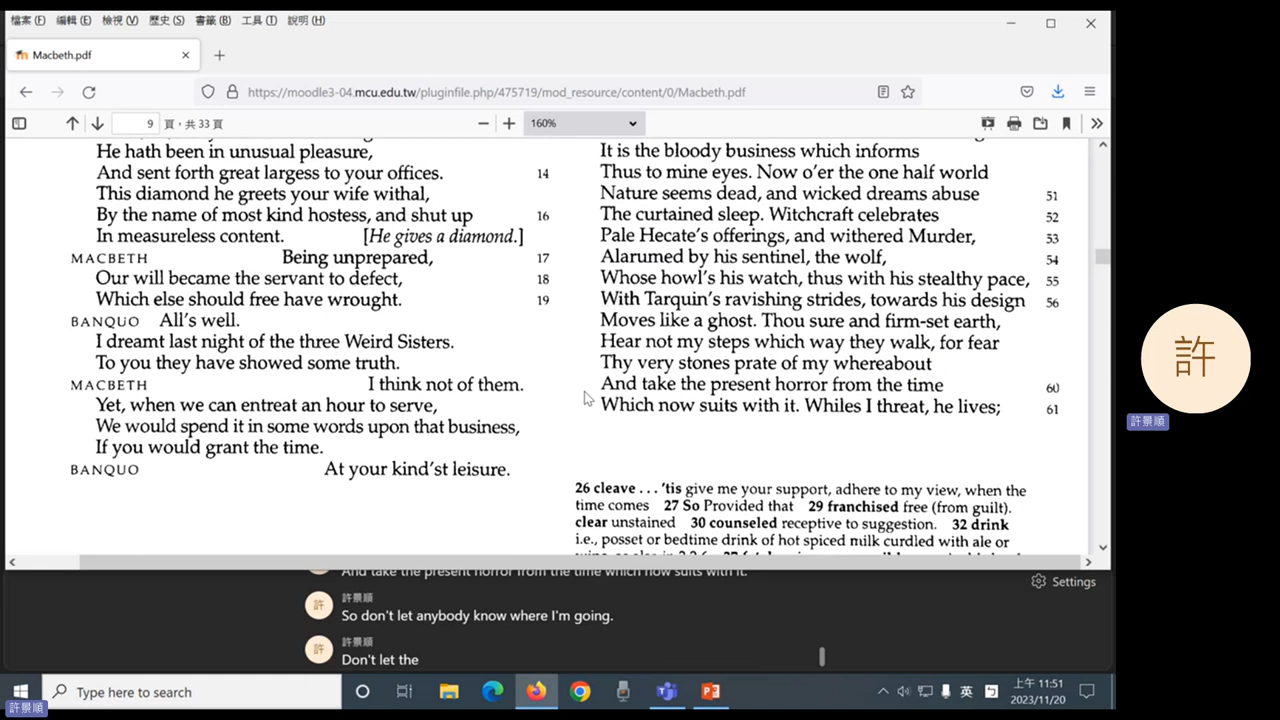 檔案(F) 編輯(E) 檢視(V) 歷史(S) 書籤(B) 工具(T) 說明(H)
Macbeth.pdf
https://moodle3-04.mcu.edu.tw/pluginfile.php/475719/mod_resource/content/0/Macbeth.pdf
9 頁，共 33 頁
160%
He hath been in unusual pleasure,
And sent forth great largess to your offices. 14
This diamond he greets your wife withal,
By the name of most kind hostess, and shut up 16
In measureless content. [He gives a diamond.]
MACBETH Being unprepared, 17
Our will became the servant to defect, 18
Which else should free have wrought. 19
BANQUO All's well.
I dreamt last night of the three Weird Sisters.
To you they have showed some truth.
MACBETH I think not of them.
Yet, when we can entreat an hour to serve,
We would spend it in some words upon that business,
If you would grant the time.
BANQUO At your kind'st leisure.
It is the bloody business which informs
Thus to mine eyes. Now o'er the one half world
Nature seems dead, and wicked dreams abuse 51
The curtained sleep. Witchcraft celebrates 52
Pale Hecate's offerings, and withered Murder, 53
Alarumed by his sentinel, the wolf, 54
Whose howl's his watch, thus with his stealthy pace, 55
With Tarquin's ravishing strides, towards his design 56
Moves like a ghost. Thou sure and firm-set earth,
Hear not my steps which way they walk, for fear
Thy very stones prate of my whereabout
And take the present horror from the time 60
Which now suits with it. Whiles I threat, he lives; 61
26 cleave . . . 'tis give me your support, adhere to my view, when the
time comes 27 So Provided that 29 franchised free (from guilt).
clear unstained 30 counseled receptive to suggestion. 32 drink
i.e., posset or bedtime drink of hot spiced milk curdled with ale or
And take the present horror from the time which now suits with it.
Settings
許 許景順
So don't let anybody know where I'm going.
許 許景順
Don't let the
許
許景順
Type here to search
英
上午 11:51
2023/11/20
許景順